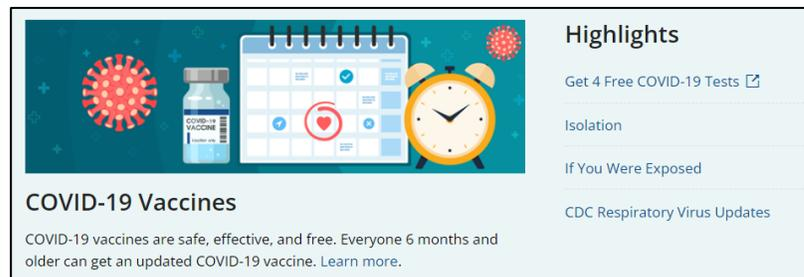 COVID-19
VACCINE
COVID-19 Vaccines
COVID-19 vaccines are safe, effective, and free. Everyone 6 months and
older can get an updated COVID-19 vaccine. Learn more.
Highlights
Get 4 Free COVID-19 Tests
Isolation
If You Were Exposed
CDC Respiratory Virus Updates